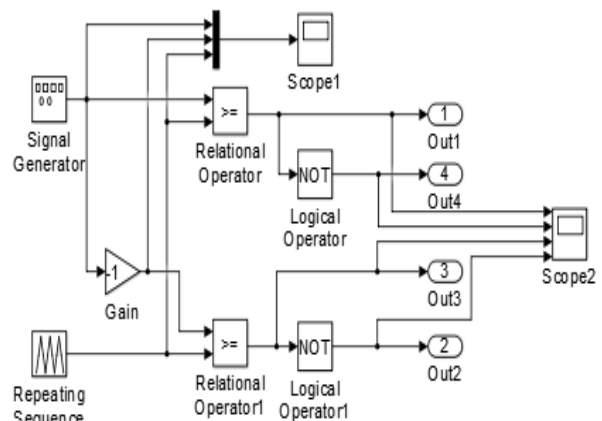 Scope1
Signal
Generator
>=
Relational
Operator
1
Out1
NOT
Logical
Operator
4
Out4
Scope2
-1
Gain
3
Out3
>=
Relational
Operator1
NOT
Logical
Operator1
2
Out2
Repeating
Sequence